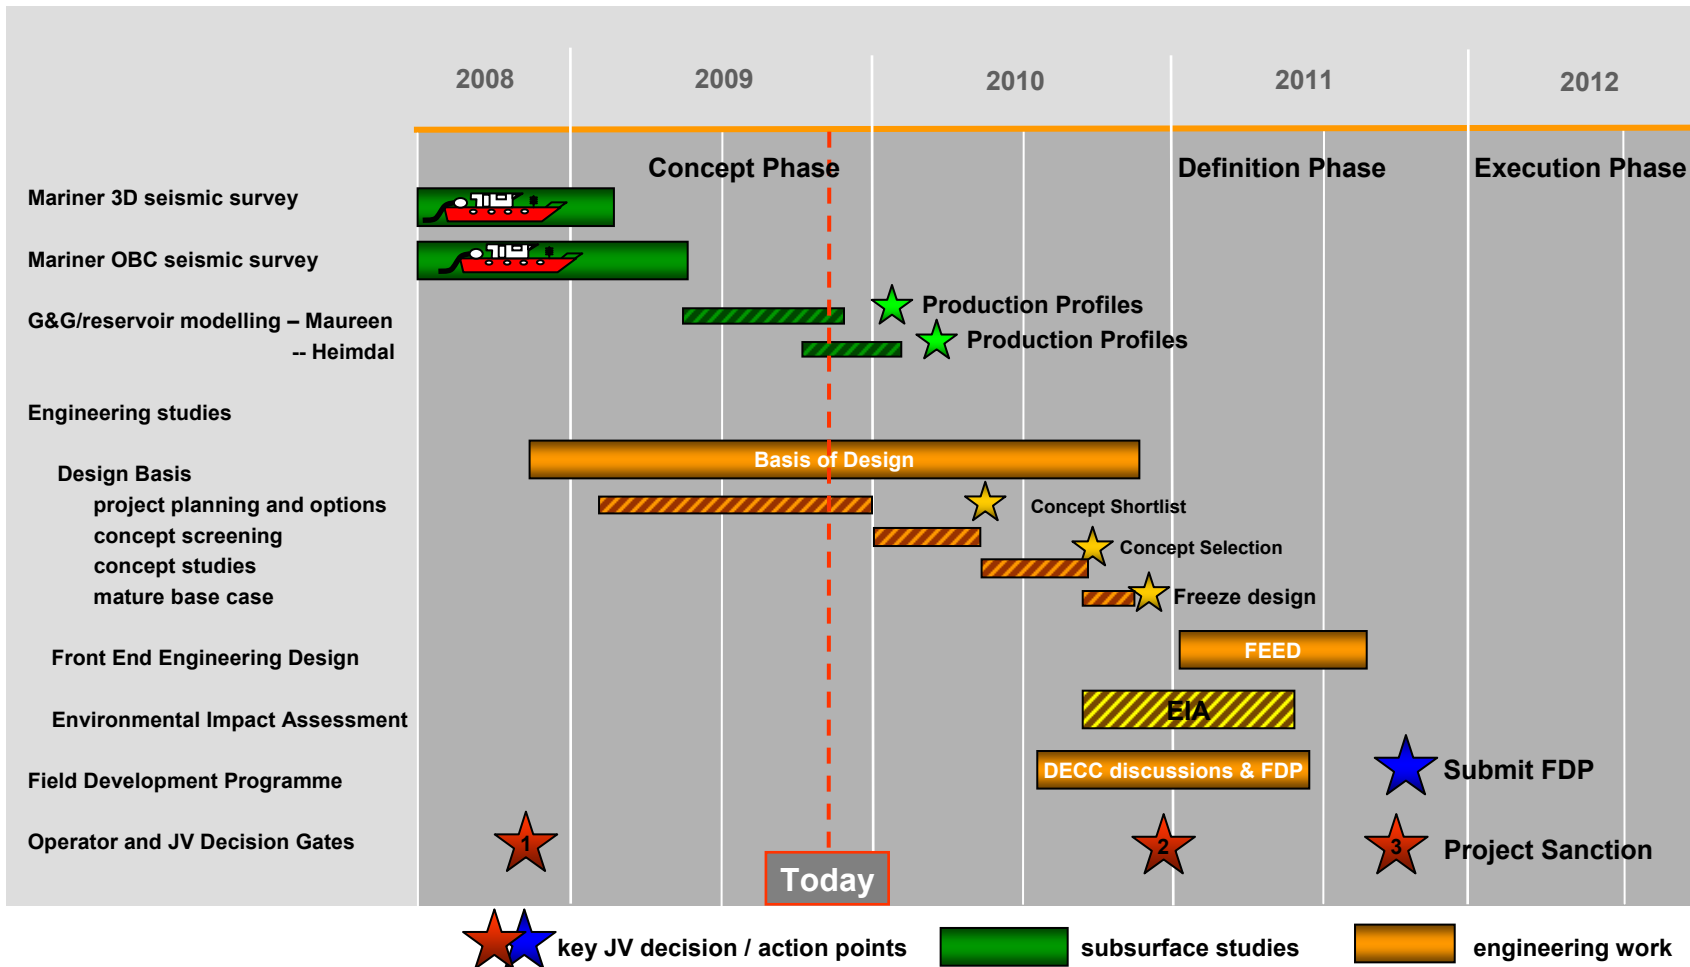 2008 2009 2010 2011 2012
Concept Phase Definition Phase Execution Phase
Mariner 3D seismic survey
Mariner OBC seismic survey
G&G/reservoir modelling – Maureen
Production Profiles
-- Heimdal
Production Profiles
Engineering studies
Design Basis
Basis of Design
project planning and options
Concept Shortlist
concept screening
Concept Selection
concept studies
mature base case
Freeze design
Front End Engineering Design
FEED
Environmental Impact Assessment
EIA
Field Development Programme
DECC discussions & FDP
Submit FDP
Operator and JV Decision Gates
1 2 3
Project Sanction
Today
key JV decision / action points
subsurface studies
engineering work